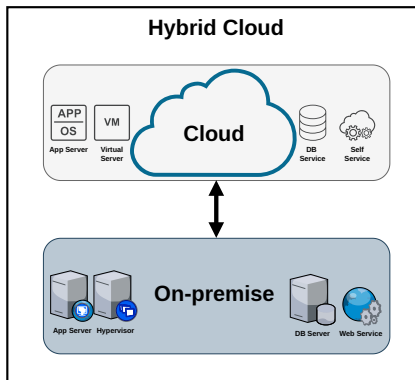 Hybrid Cloud
APP
OS
VM
Cloud
App Server
Virtual
Server
DB
Service
Self
Service
On-premise
App Server
Hypervisor
DB Server
Web Service